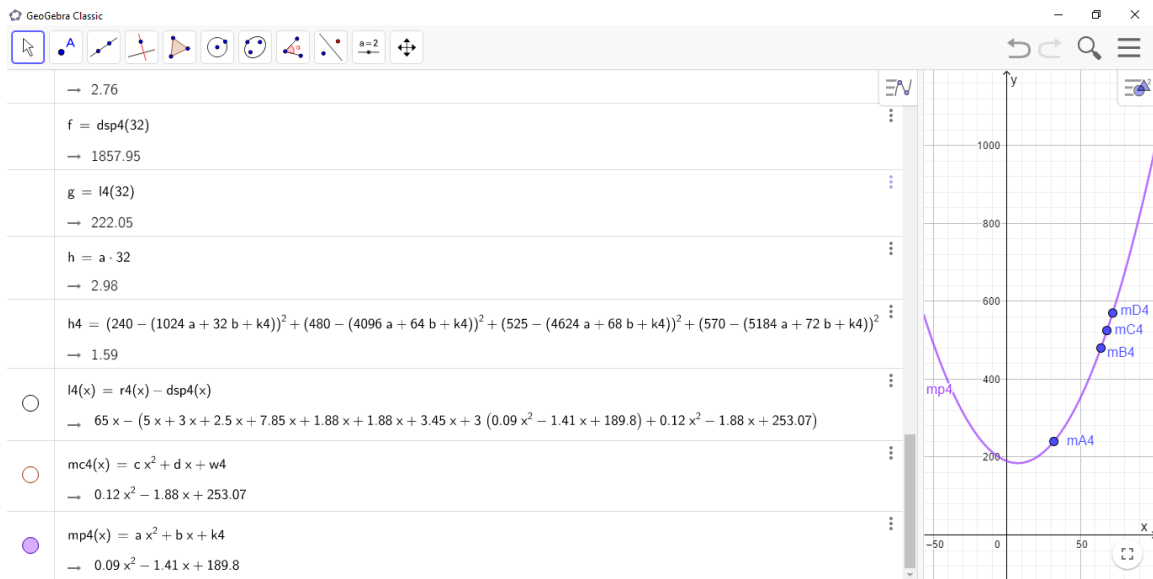 GeoGebra Classic
A
a=2
→ 2.76
f = dsp4(32)
→ 1857.95
g = l4(32)
→ 222.05
h = a · 32
→ 2.98
h4 = (240 − (1024 a + 32 b + k4))² + (480 − (4096 a + 64 b + k4))² + (525 − (4624 a + 68 b + k4))² + (570 − (5184 a + 72 b + k4))²
→ 1.59
l4(x) = r4(x) − dsp4(x)
→ 65 x − (5 x + 3 x + 2.5 x + 7.85 x + 1.88 x + 1.88 x + 3.45 x + 3 (0.09 x² − 1.41 x + 189.8) + 0.12 x² − 1.88 x + 253.07)
mc4(x) = c x² + d x + w4
→ 0.12 x² − 1.88 x + 253.07
mp4(x) = a x² + b x + k4
→ 0.09 x² − 1.41 x + 189.8
y
1000
800
600
400
200
−50
0
50
x
mp4
mD4
mC4
mB4
mA4